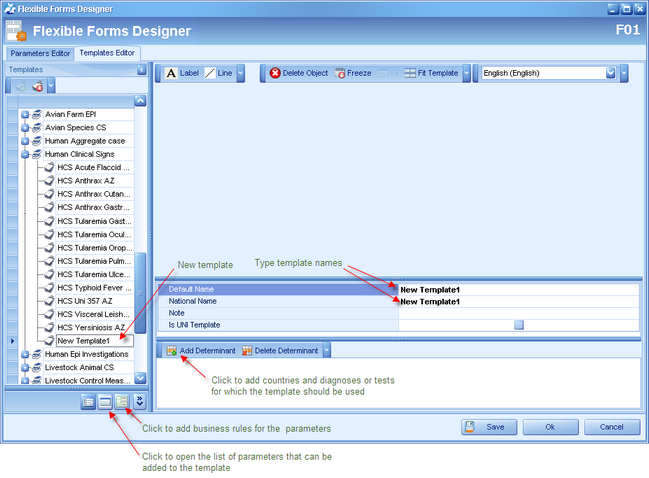 Flexible Forms Designer
Flexible Forms Designer
F01
Parameters Editor
Templates Editor
Templates
Label
Line
Delete Object
Freeze
Fit Template
English (English)
Avian Farm EPI
Avian Species CS
Human Aggregate case
Human Clinical Signs
HCS Acute Flaccid ...
HCS Anthrax AZ
HCS Anthrax Cutan...
HCS Anthrax Gastr...
HCS Tularemia Gast...
HCS Tularemia Ocul...
HCS Tularemia Orop...
HCS Tularemia Pulm...
HCS Tularemia Ulce...
HCS Typhoid Fever ...
HCS Uni 357 AZ
HCS Visceral Leish...
HCS Yersiniosis AZ
New Template1
Human Epi Investigations
Livestock Animal CS
Livestock Control Meas...
New template
Type template names
Default Name
New Template1
National Name
New Template1
Note
Is UNI Template
Add Determinant
Delete Determinant
Click to add countries and diagnoses or tests
for which the template should be used
Click to add business rules for the parameters
Save
Ok
Cancel
Click to open the list of parameters that can be
added to the template